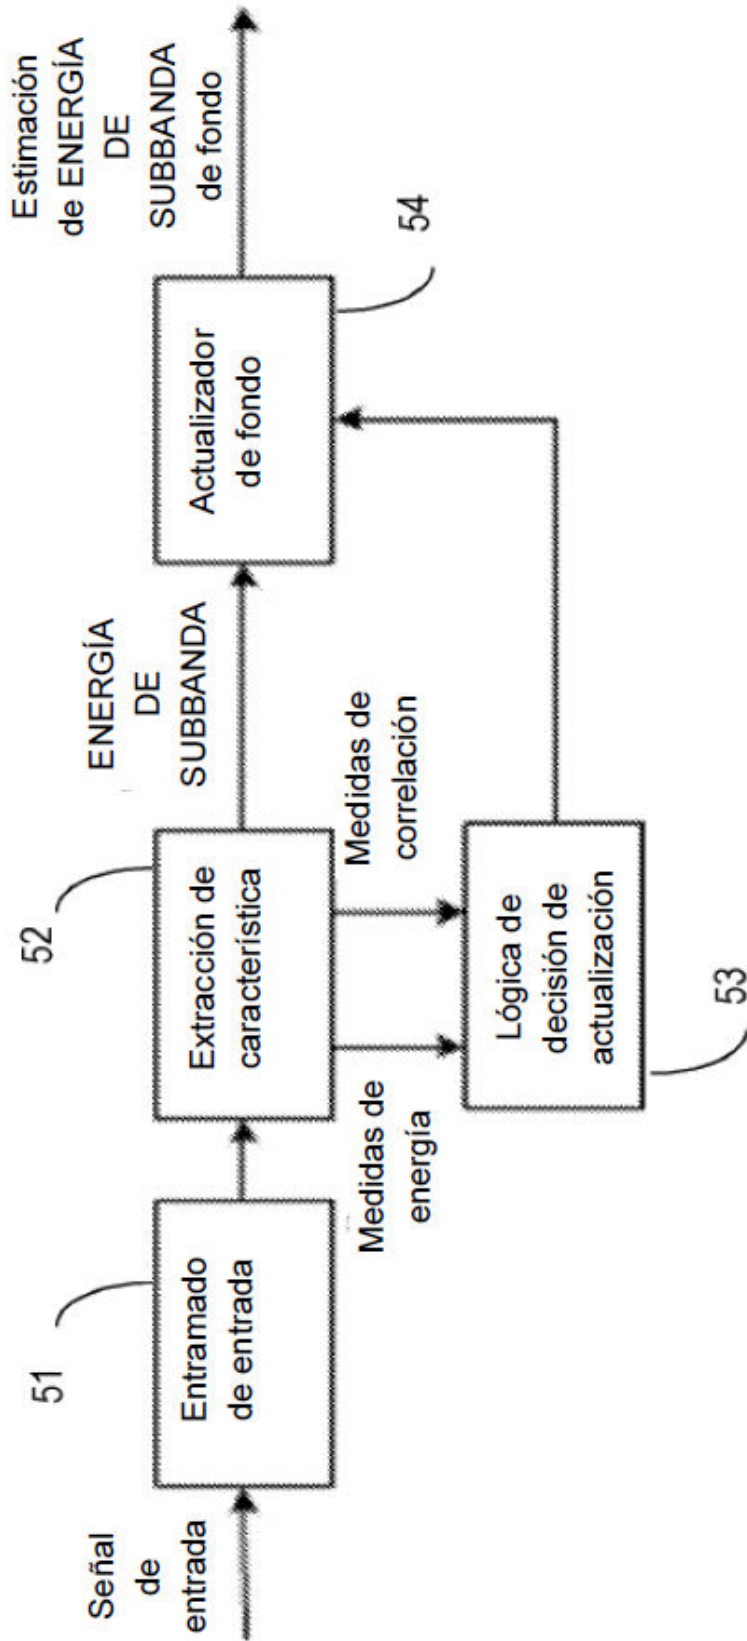 Señal
de
entrada
51
Entramado
de entrada
52
Extracción de
característica
ENERGÍA
DE
SUBBANDA
Medidas de
energía
Medidas de
correlación
Lógica de
decisión de
actualización
53
Actualizador
de fondo
54
Estimación
de ENERGÍA
DE
SUBBANDA
de fondo